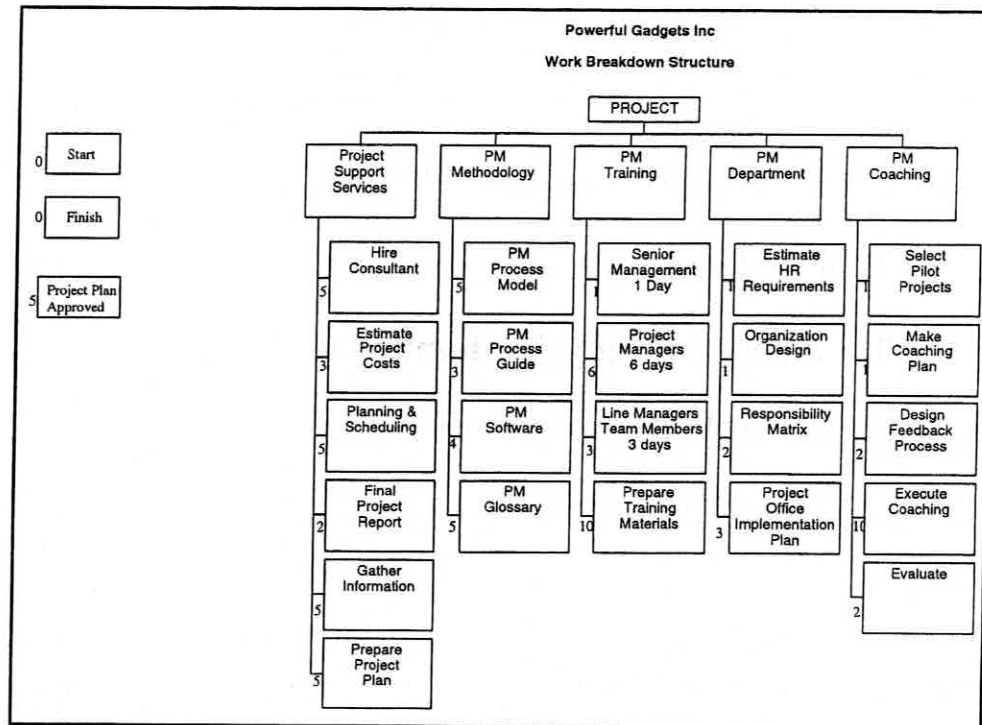 Powerful Gadgets Inc
Work Breakdown Structure
PROJECT
0
Start
0
Finish
5
Project Plan
Approved
Project
Support
Services
PM
Methodology
PM
Training
PM
Department
PM
Coaching
5
Hire
Consultant
3
Estimate
Project
Costs
5
Planning &
Scheduling
2
Final
Project
Report
5
Gather
Information
5
Prepare
Project
Plan
5
PM
Process
Model
3
PM
Process
Guide
4
PM
Software
5
PM
Glossary
1
Senior
Management
1 Day
6
Project
Managers
6 days
3
Line Managers
Team Members
3 days
10
Prepare
Training
Materials
1
Estimate
HR
Requirements
1
Organization
Design
2
Responsibility
Matrix
3
Project
Office
Implementation
Plan
1
Select
Pilot
Projects
1
Make
Coaching
Plan
2
Design
Feedback
Process
10
Execute
Coaching
2
Evaluate